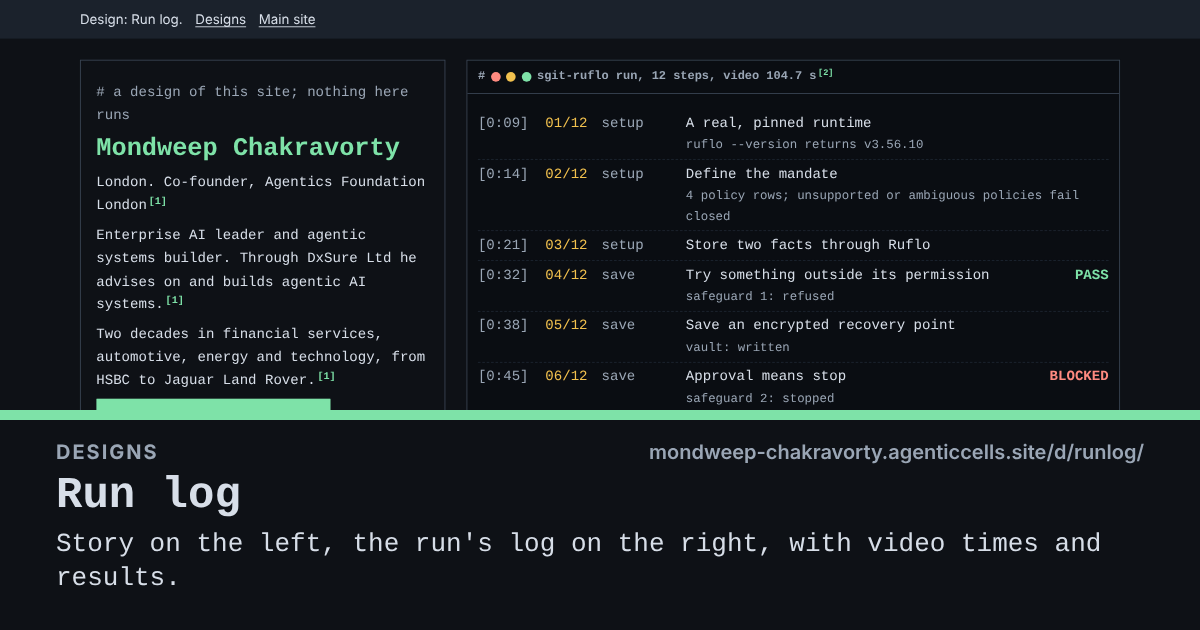 Design: Run log. Designs Main site
# a design of this site; nothing here
runs
Mondweep Chakravorty
London. Co-founder, Agentics Foundation
London[1]
Enterprise AI leader and agentic
systems builder. Through DxSure Ltd he
advises on and builds agentic AI
systems.[1]
Two decades in financial services,
automotive, energy and technology, from
HSBC to Jaguar Land Rover.[1]
# sgit-ruflo run, 12 steps, video 104.7 s[2]
[0:09] 01/12 setup A real, pinned runtime
ruflo --version returns v3.56.10
[0:14] 02/12 setup Define the mandate
4 policy rows; unsupported or ambiguous policies fail
closed
[0:21] 03/12 setup Store two facts through Ruflo
[0:32] 04/12 save Try something outside its permission PASS
safeguard 1: refused
[0:38] 05/12 save Save an encrypted recovery point
vault: written
[0:45] 06/12 save Approval means stop BLOCKED
safeguard 2: stopped
DESIGNS
mondweep-chakravorty.agenticcells.site/d/runlog/
Run log
Story on the left, the run's log on the right, with video times and
results.